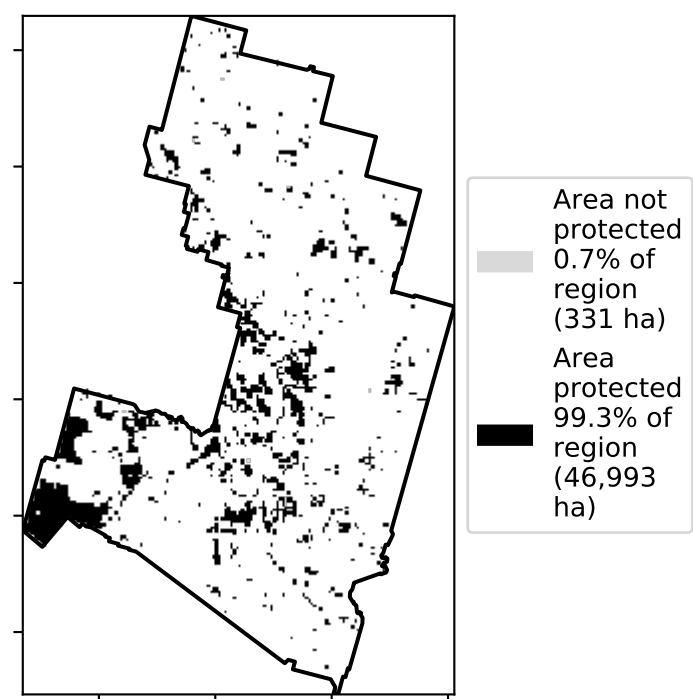 Area not
protected
0.7% of
region
(331 ha)
Area
protected
99.3% of
region
(46,993
ha)